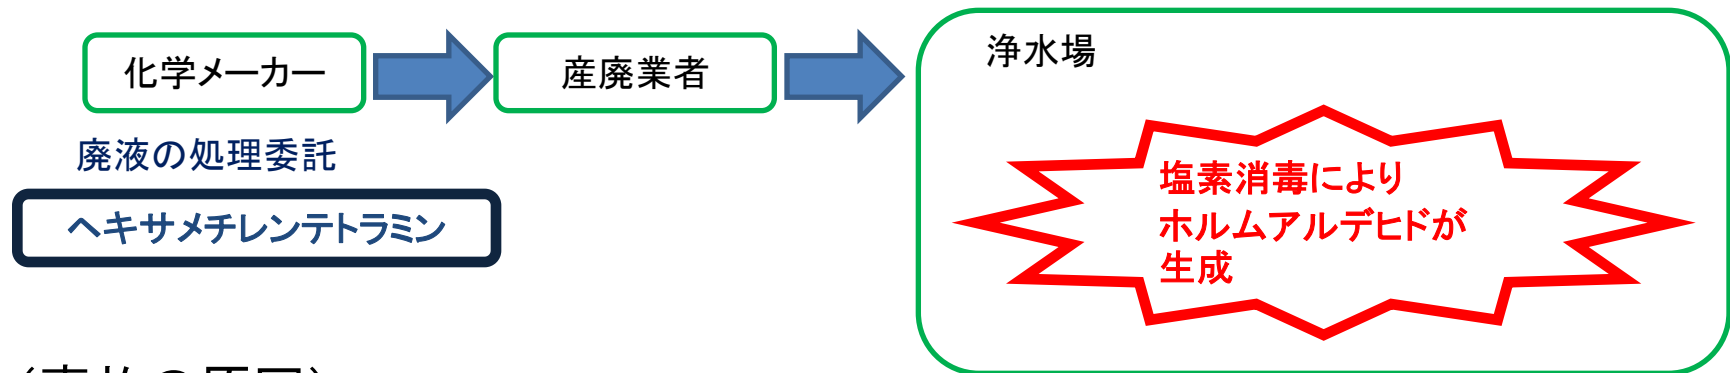 化学メーカー
産廃業者
浄水場
廃液の処理委託
ヘキサメチレンテトラミン
塩素消毒により
ホルムアルデヒドが
生成